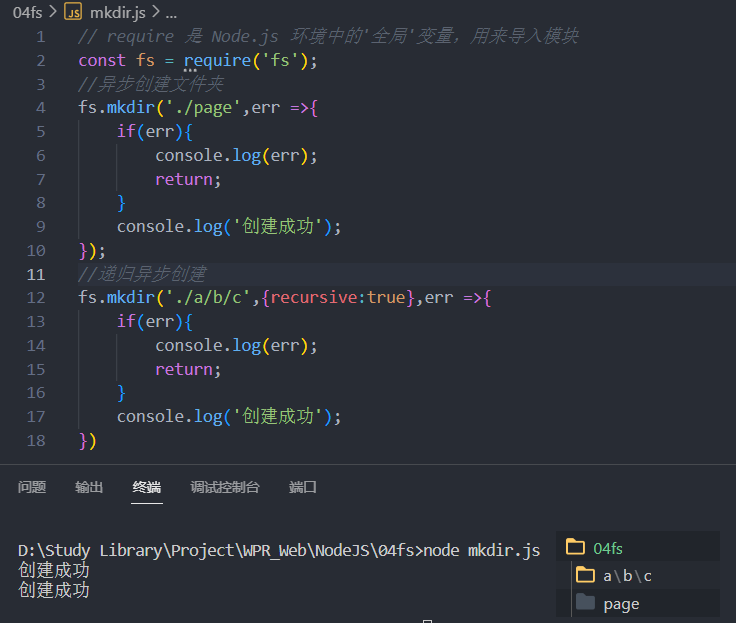 04fs > JS mkdir.js > ...
1 // require 是 Node.js 环境中的'全局'变量，用来导入模块
2 const fs = require('fs');
3 //异步创建文件夹
4 fs.mkdir('./page',err =>{
5 if(err){
6 console.log(err);
7 return;
8 }
9 console.log('创建成功');
10 });
11 //递归异步创建
12 fs.mkdir('./a/b/c',{recursive:true},err =>{
13 if(err){
14 console.log(err);
15 return;
16 }
17 console.log('创建成功');
18 })
问题 输出 终端 调试控制台 端口
D:\Study Library\Project\WPR_Web\NodeJS\04fs>node mkdir.js
创建成功
创建成功
04fs
a\b\c
page